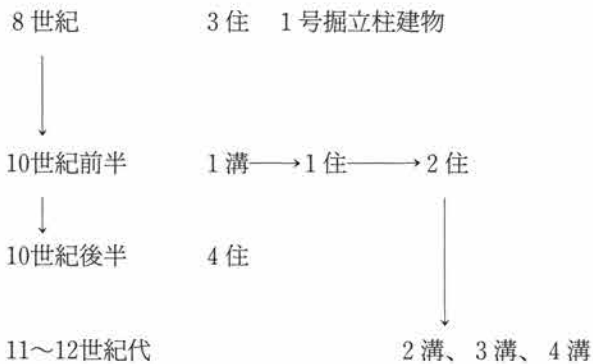 8世紀 3住 1号掘立柱建物
10世紀前半 1溝→1住→2住
10世紀後半 4住
11～12世紀代 2溝、3溝、4溝